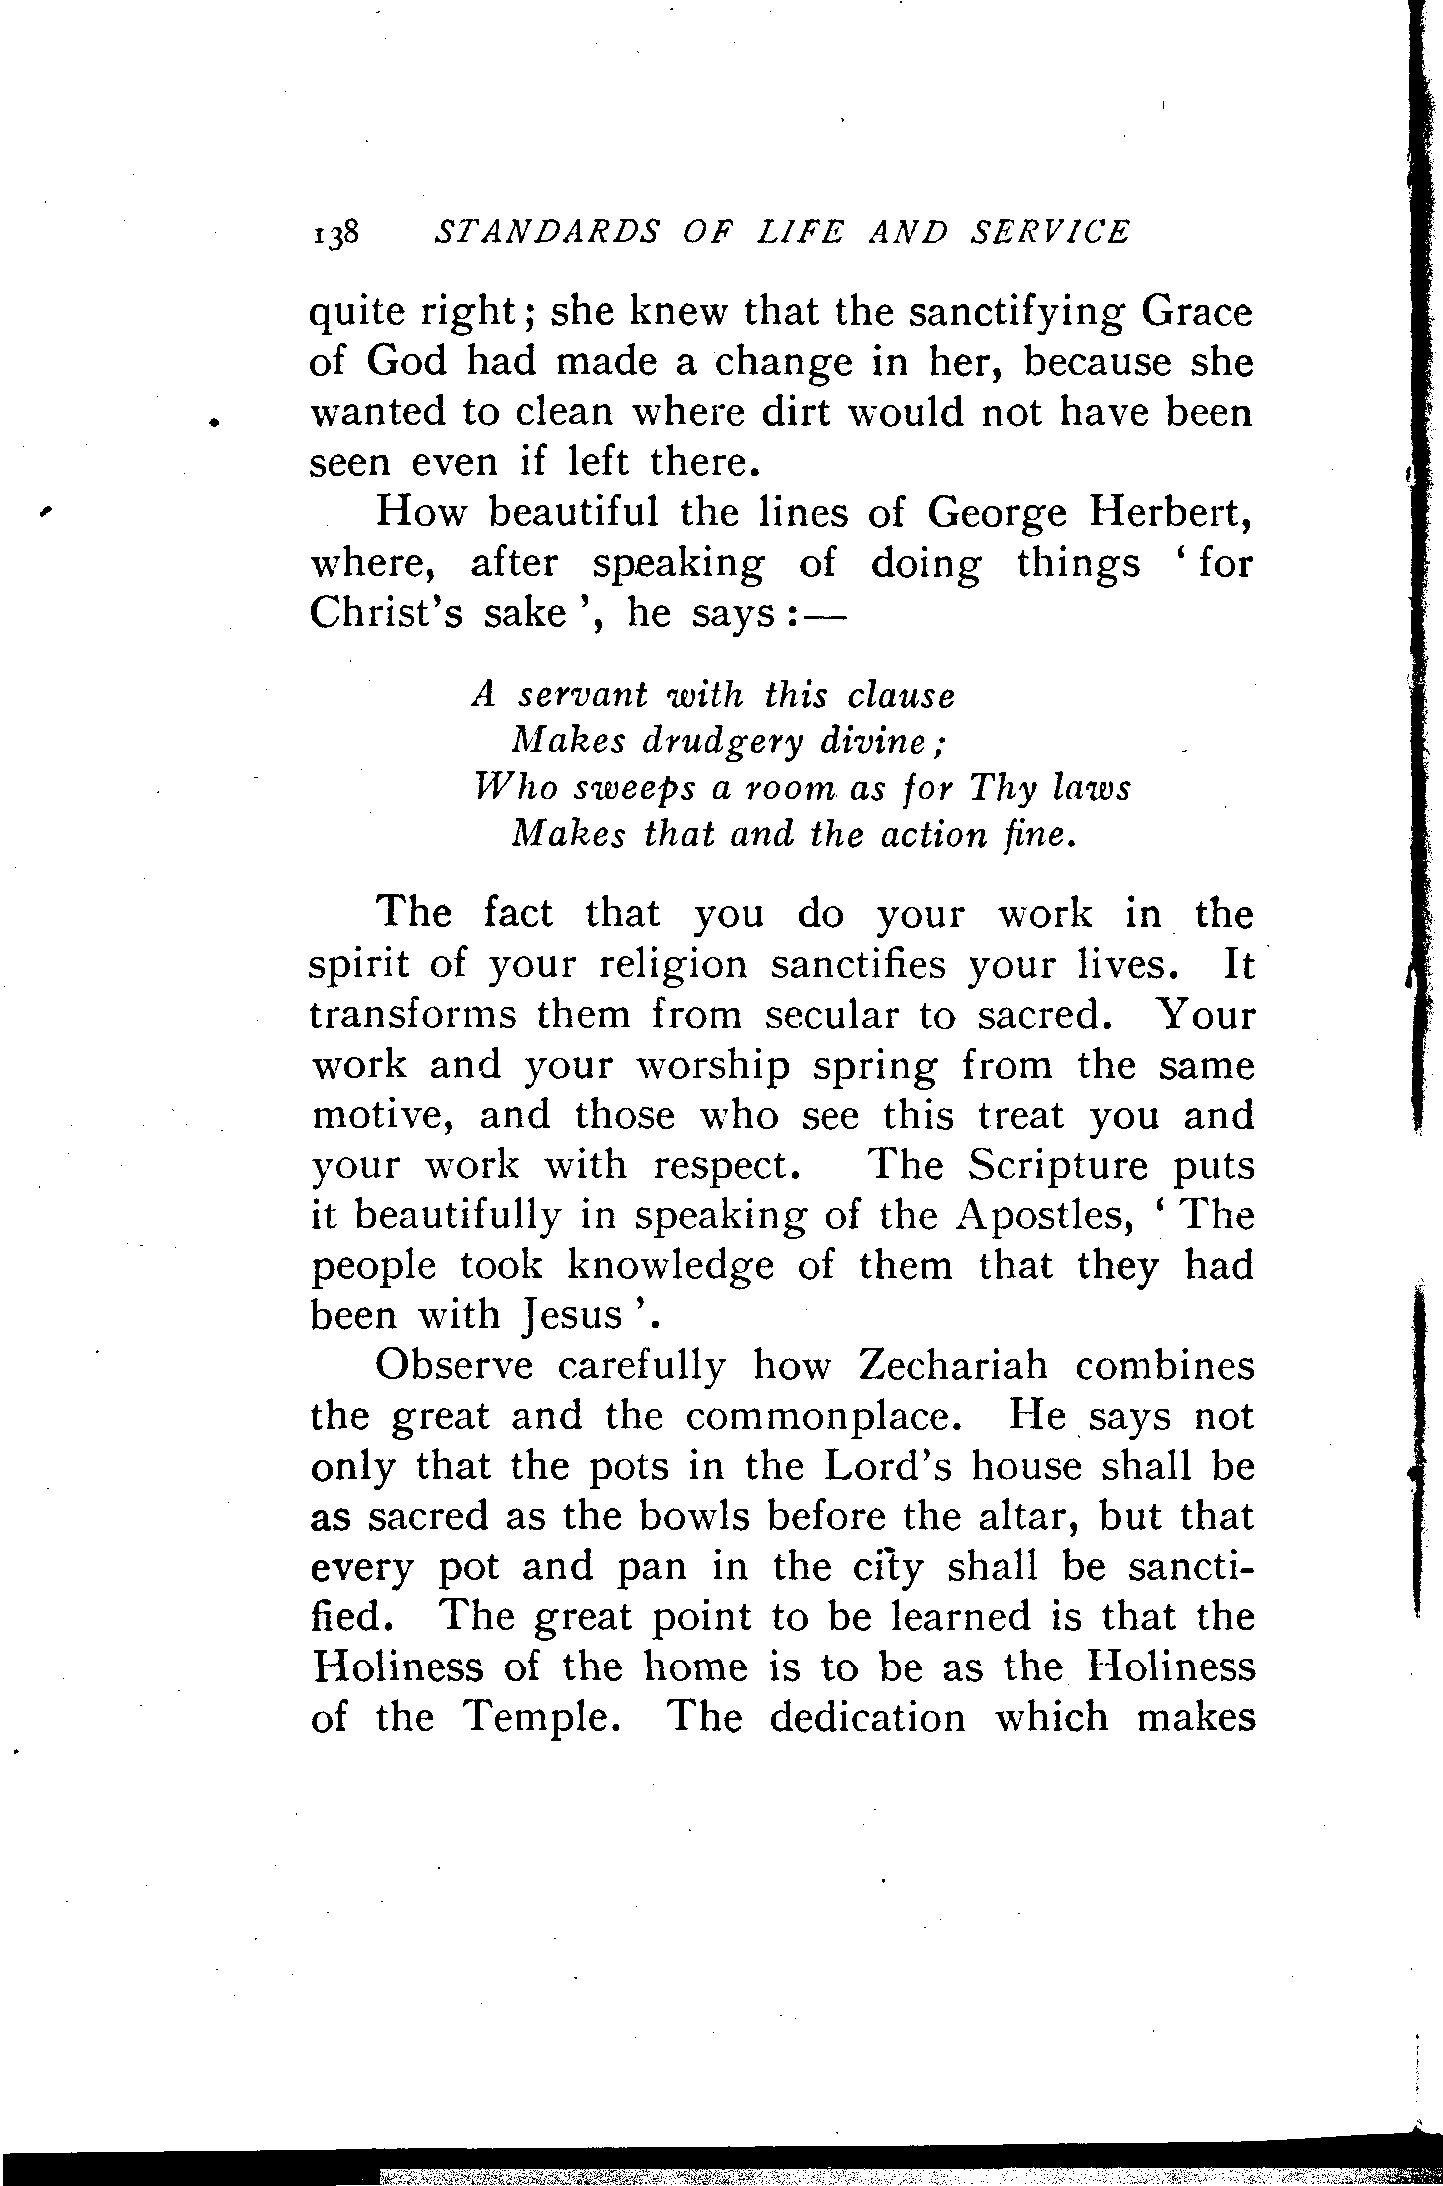 138 STANDARDS OF LIFE AND SERVICE
quite right; she knew that the sanctifying Grace
of God had made a change in her, because she
wanted to clean where dirt would not have been
seen even if left there.
How beautiful the lines of George Herbert,
where, after speaking of doing things ‘ for
Christ's sake ’, he says :—
A servant with this clause
Makes drudgery divine ;
Who sweeps a room as for Thy laws
Makes that and the action fine.
The fact that you do your work in the
spirit of your religion sanctifies your lives. It
transforms them from secular to sacred. Your
work and your worship spring from the same
motive, and those who see this treat you and
your work with respect. The Scripture puts
it beautifully in speaking of the Apostles, ‘ The
people took knowledge of them that they had
been with Jesus ’.
Observe carefully how Zechariah combines
the great and the commonplace. He says not
only that the pots in the Lord's house shall be
as sacred as the bowls before the altar, but that
every pot and pan in the city shall be sancti-
fied. The great point to be learned is that the
Holiness of the home is to be as the Holiness
of the Temple. The dedication which makes